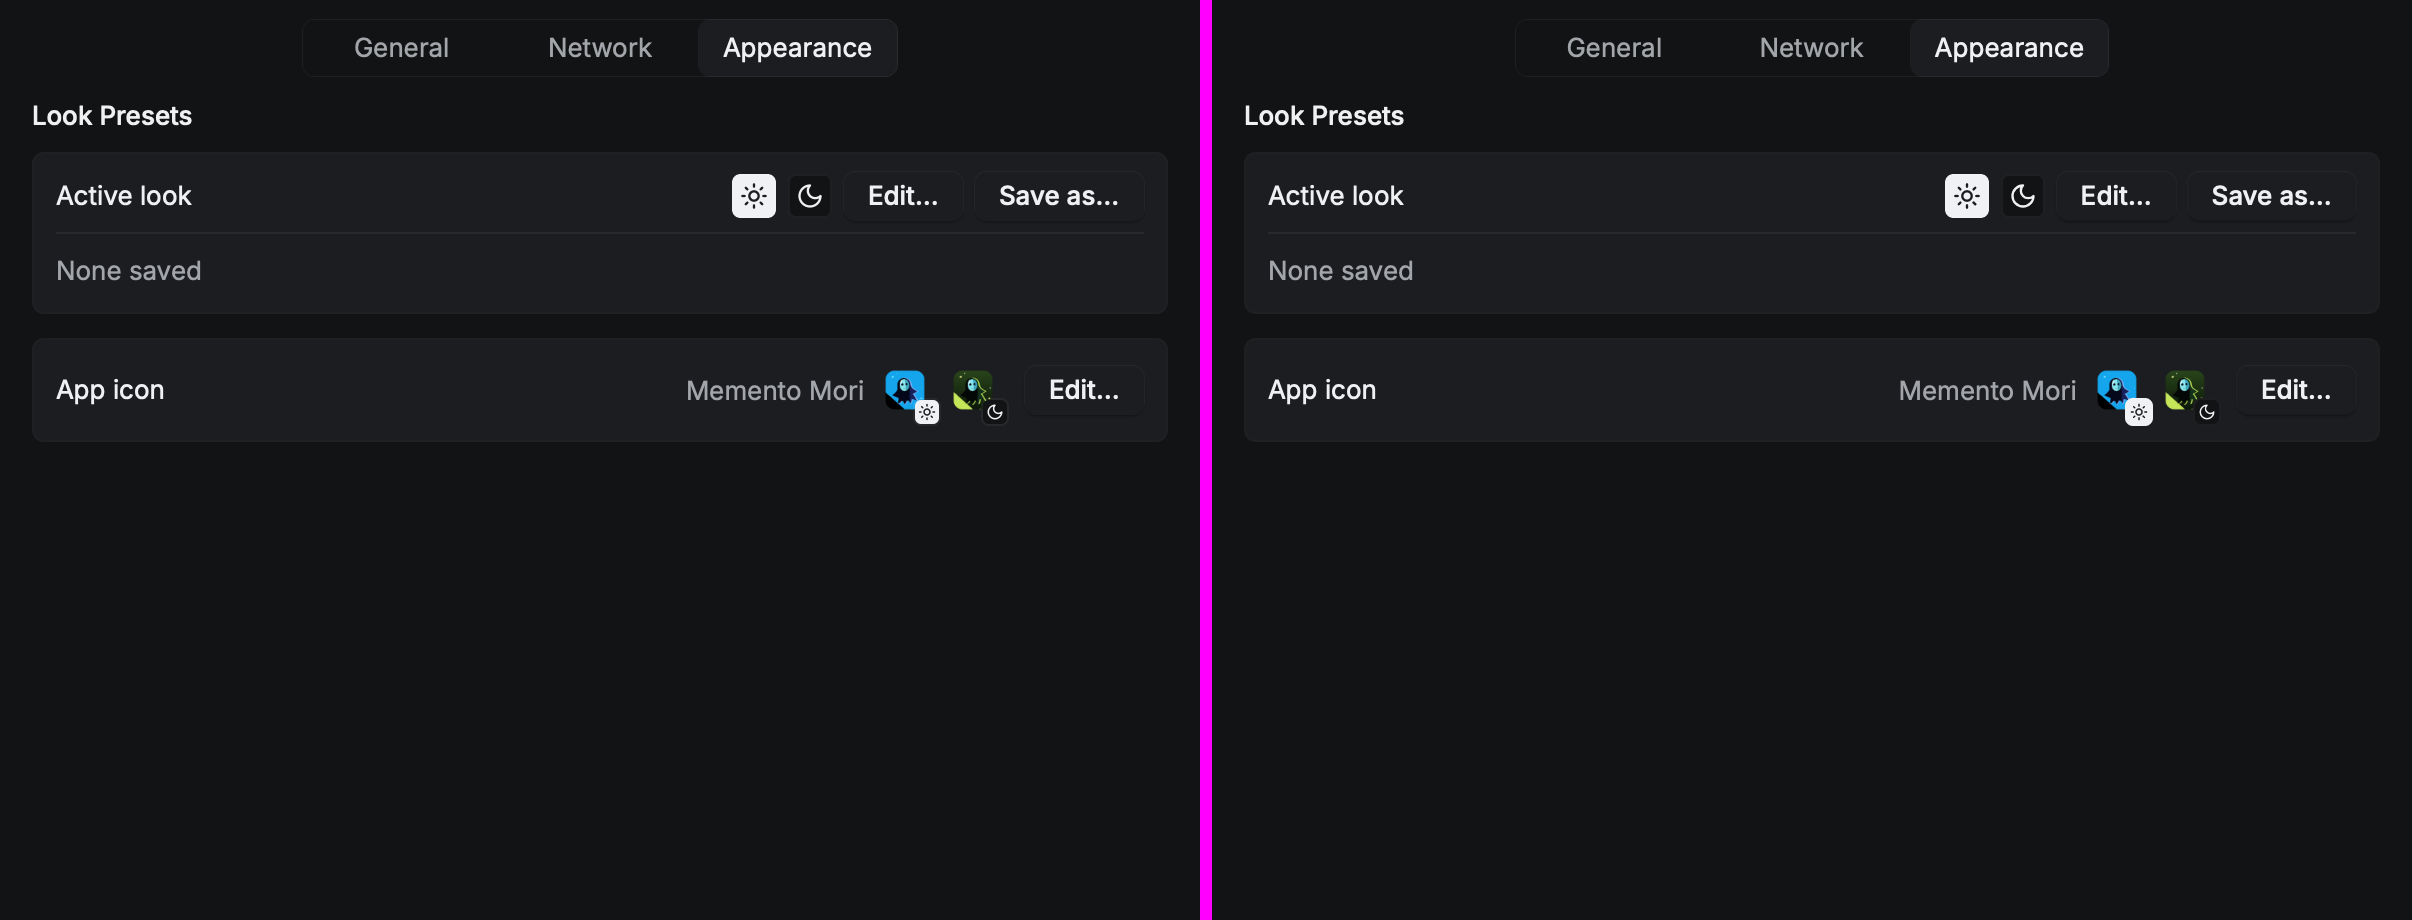 General Network Appearance
Look Presets
Active look Edit... Save as...
None saved
App icon Memento Mori Edit...
General Network Appearance
Look Presets
Active look Edit... Save as...
None saved
App icon Memento Mori Edit...